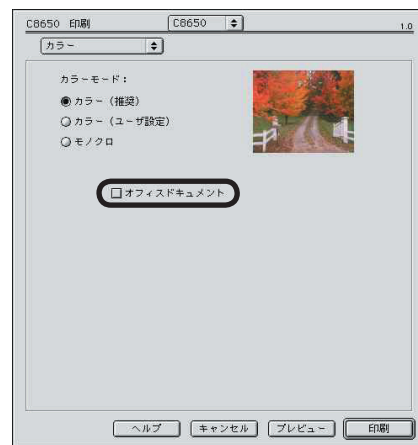 C8650 印刷 C8650 1.0
カラー
カラーモード：
カラー（推奨）
カラー（ユーザ設定）
モノクロ
オフィスドキュメント
ヘルプ キャンセル プレビュー 印刷